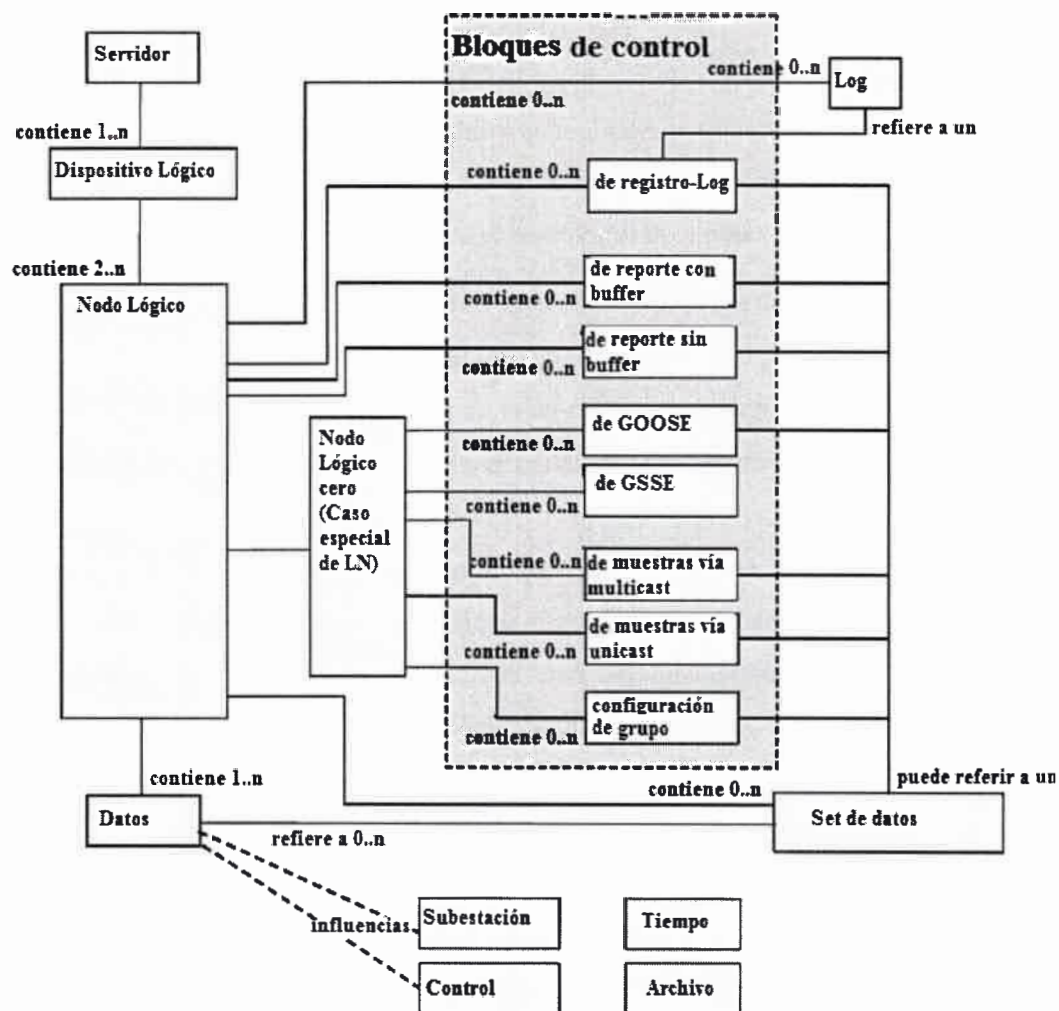 Bloques de control
Servidor
contiene 0..n
Log
contiene 0..n
contiene 1..n
refiere a un
Dispositivo Lógico
contiene 0..n
de registro-Log
contiene 2..n
Nodo Lógico
de reporte con
buffer
contiene 0..n
de reporte sin
buffer
contiene 0..n
Nodo
Lógico
cero
(Caso
especial
de LN)
de GOOSE
contiene 0..n
de GSSE
contiene 0..n
contiene 0..n
de muestras vía
multicast
de muestras vía
unicast
contiene 0..n
configuración
de grupo
contiene 0..n
contiene 1..n
contiene 0..n
puede referir a un
Datos
Set de datos
refiere a 0..n
influencias
Subestación
Tiempo
Control
Archivo